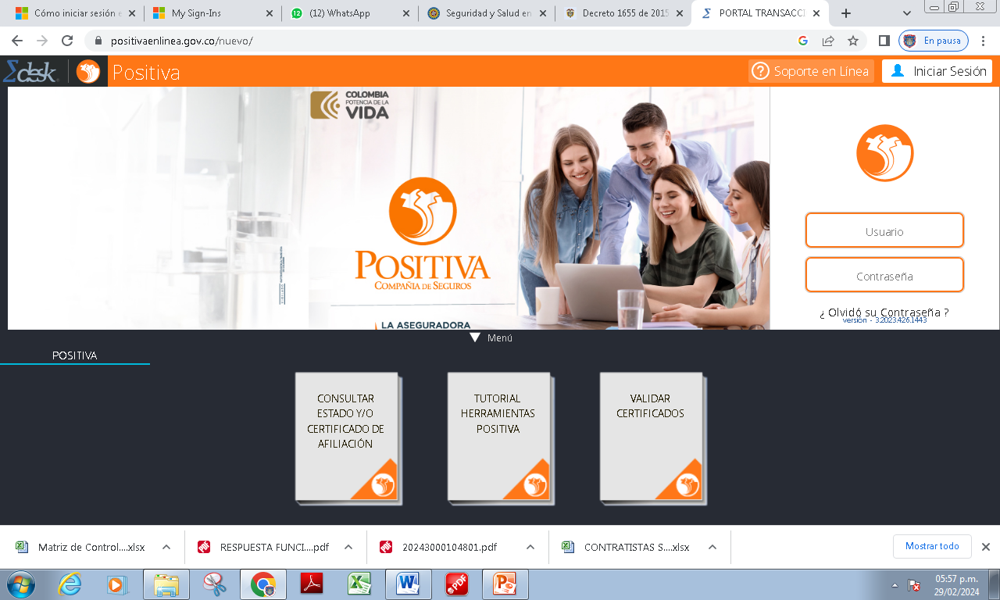 Cómo iniciar sesión e
My Sign-Ins
(12) WhatsApp
Seguridad y salud en
Decreto 1655 de 2015
PORTAL TRANSACCI
positivaenlinea.gov.co/nuevo/
En pausa
desk
Positiva
Soporte en Línea
Iniciar Sesión
COLOMBIA
POTENCIA DE LA
VIDA
POSITIVA
COMPAÑIA DE SEGUROS
LA ASEGURADORA
Usuario
Contraseña
¿ Olvidó su Contraseña ?
versión - 3.2023.426.1443
Menú
POSITIVA
CONSULTAR
ESTADO Y/O
CERTIFICADO DE
AFILIACIÓN
TUTORIAL
HERRAMIENTAS
POSITIVA
VALIDAR
CERTIFICADOS
Matriz de Control....xlsx
RESPUESTA FUNCI....pdf
20243000104801.pdf
CONTRATISTAS S....xlsx
Mostrar todo
05:57 p.m.
29/02/2024